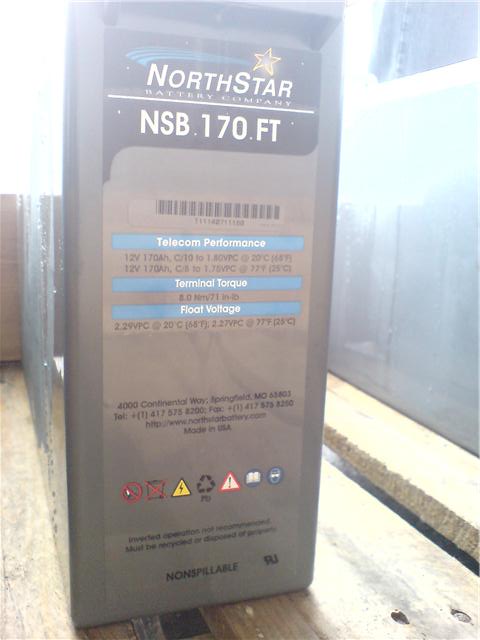 NORTHSTAR
BATTERY COMPANY
NSB.170.FT
Telecom Performance
12V 170Ah, C/10 to 1.80VPC @ 20°C (68°F)
12V 170Ah, C/8 to 1.75VPC @ 77°F (25°C)
Terminal Torque
8.0 Nm/71 in-lb
Float Voltage
2.29VPC @ 20°C (68°F); 2.27VPC @ 77°F (25°C)
4000 Continental Way; Springfield, MO 65803
Tel: +(1) 417 575 8200; Fax: +(1) 417 575 8250
http://www.northstarbattery.com
Made in USA
Pb
Inverted operation not recommended.
Must be recycled or disposed of properly.
NONSPILLABLE